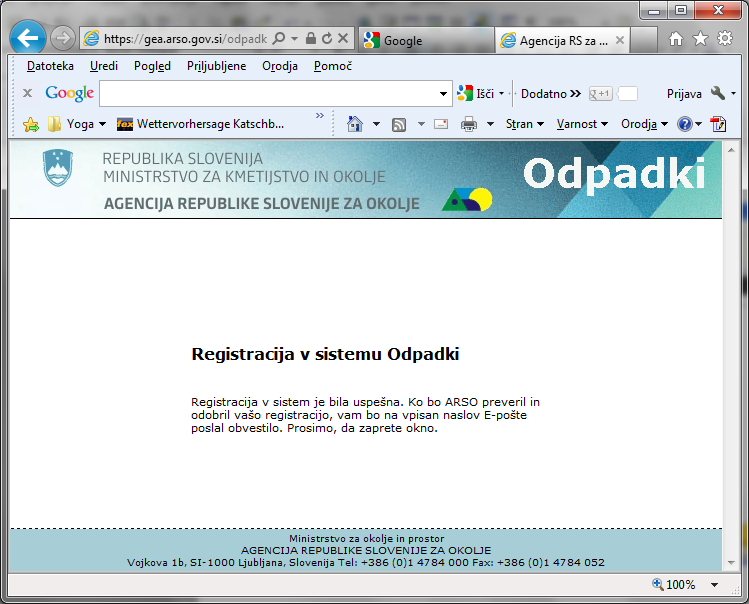 https://gea.arso.gov.si/odpadk
Google
Agencija RS za ...
Datoteka Uredi Pogled Priljubljene Orodja Pomoč
Google Išči Dodatno >> g +1 Prijava
Yoga tex Wettervorhersage Katschb... >> Stran Varnost Orodja
REPUBLIKA SLOVENIJA
MINISTRSTVO ZA KMETIJSTVO IN OKOLJE
AGENCIJA REPUBLIKE SLOVENIJE ZA OKOLJE
Odpadki
Registracija v sistemu Odpadki
Registracija v sistem je bila uspešna. Ko bo ARSO preveril in
odobril vašo registracijo, vam bo na vpisan naslov E-pošte
poslal obvestilo. Prosimo, da zaprete okno.
Ministrstvo za okolje in prostor
AGENCIJA REPUBLIKE SLOVENIJE ZA OKOLJE
Vojkova 1b, SI-1000 Ljubljana, Slovenija Tel: +386 (0)1 4784 000 Fax: +386 (0)1 4784 052
100%